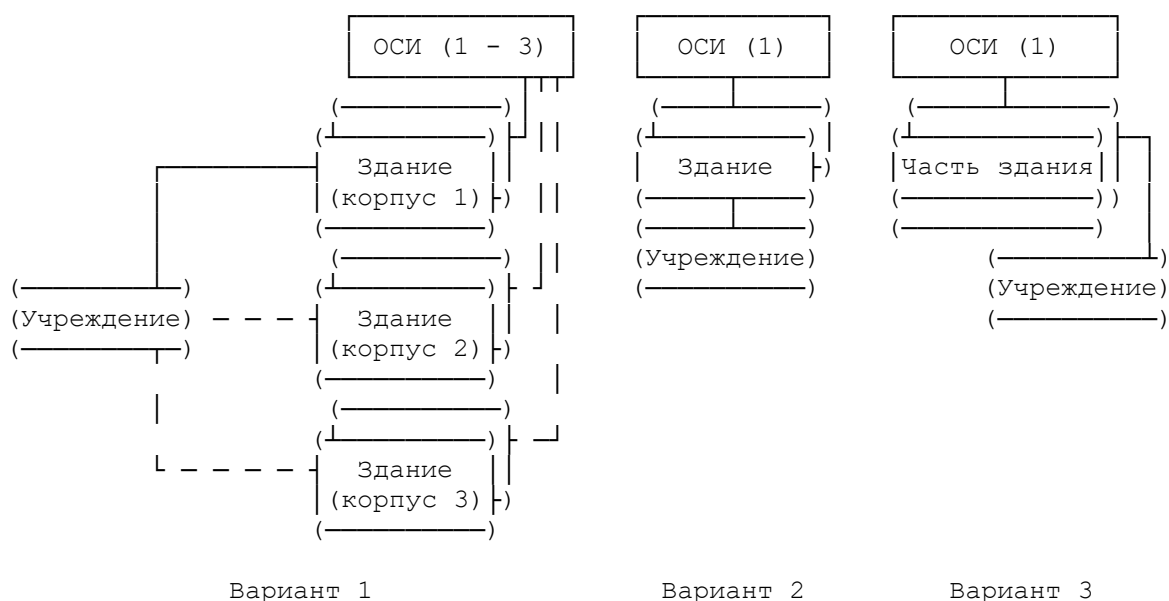 ОСИ (1 - 3) ОСИ (1) ОСИ (1)
Здание Здание Часть здания
(корпус 1)
(Учреждение)
(Учреждение) Здание (Учреждение)
(корпус 2)
Здание
(корпус 3)
Вариант 1 Вариант 2 Вариант 3